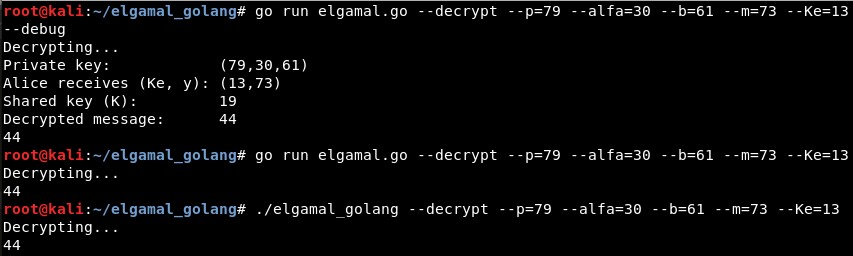 root@kali:~/elgamal_golang# go run elgamal.go --decrypt --p=79 --alfa=30 --b=61 --m=73 --Ke=13
--debug
Decrypting...
Private key:            (79,30,61)
Alice receives (Ke, y): (13,73)
Shared key (K):         19
Decrypted message:      44
44
root@kali:~/elgamal_golang# go run elgamal.go --decrypt --p=79 --alfa=30 --b=61 --m=73 --Ke=13
Decrypting...
44
root@kali:~/elgamal_golang# ./elgamal_golang --decrypt --p=79 --alfa=30 --b=61 --m=73 --Ke=13
Decrypting...
44